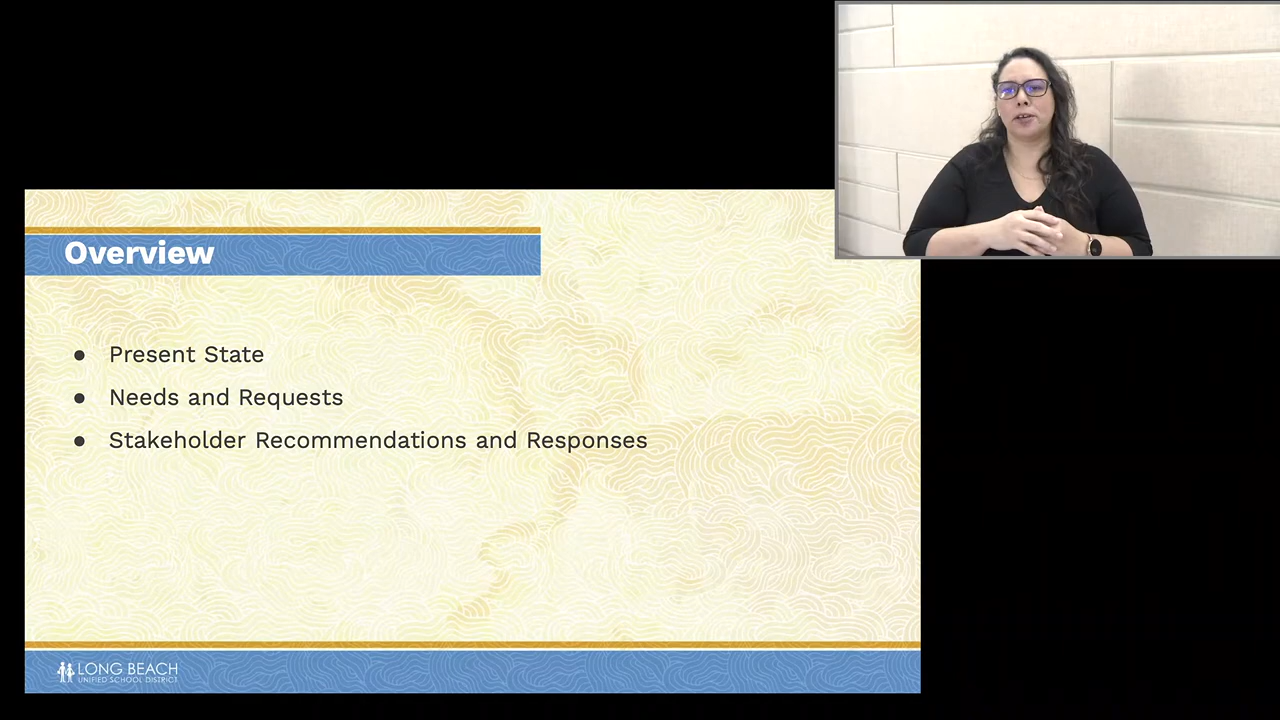 Overview
● Present State
● Needs and Requests
● Stakeholder Recommendations and Responses
LONG BEACH
UNIFIED SCHOOL DISTRICT